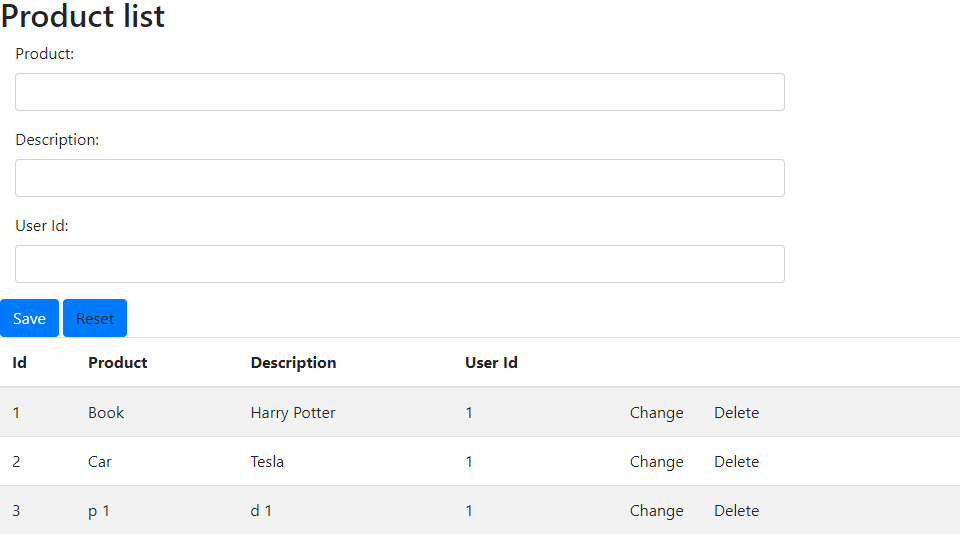 Product list
Product:
Description:
User Id:
Save Reset
Id Product Description User Id
1 Book Harry Potter 1 Change Delete
2 Car Tesla 1 Change Delete
3 p 1 d 1 1 Change Delete